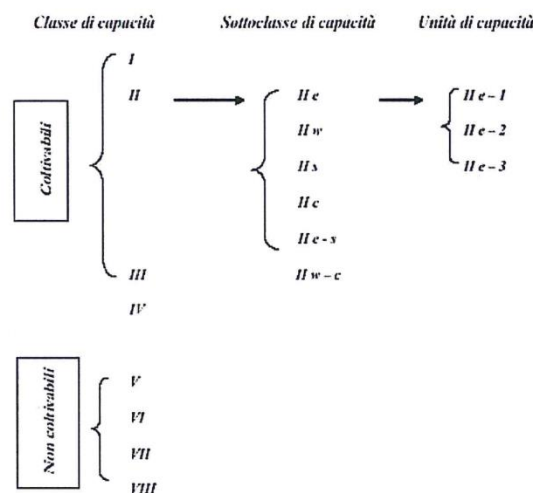 Classe di capacità Sottoclasse di capacità Unità di capacità
I
II II e II e – 1
II w II e – 2
II s II e – 3
II c
II e - s
III II w – c
IV
Coltivabili
V
VI
VII
VIII
Non coltivabili